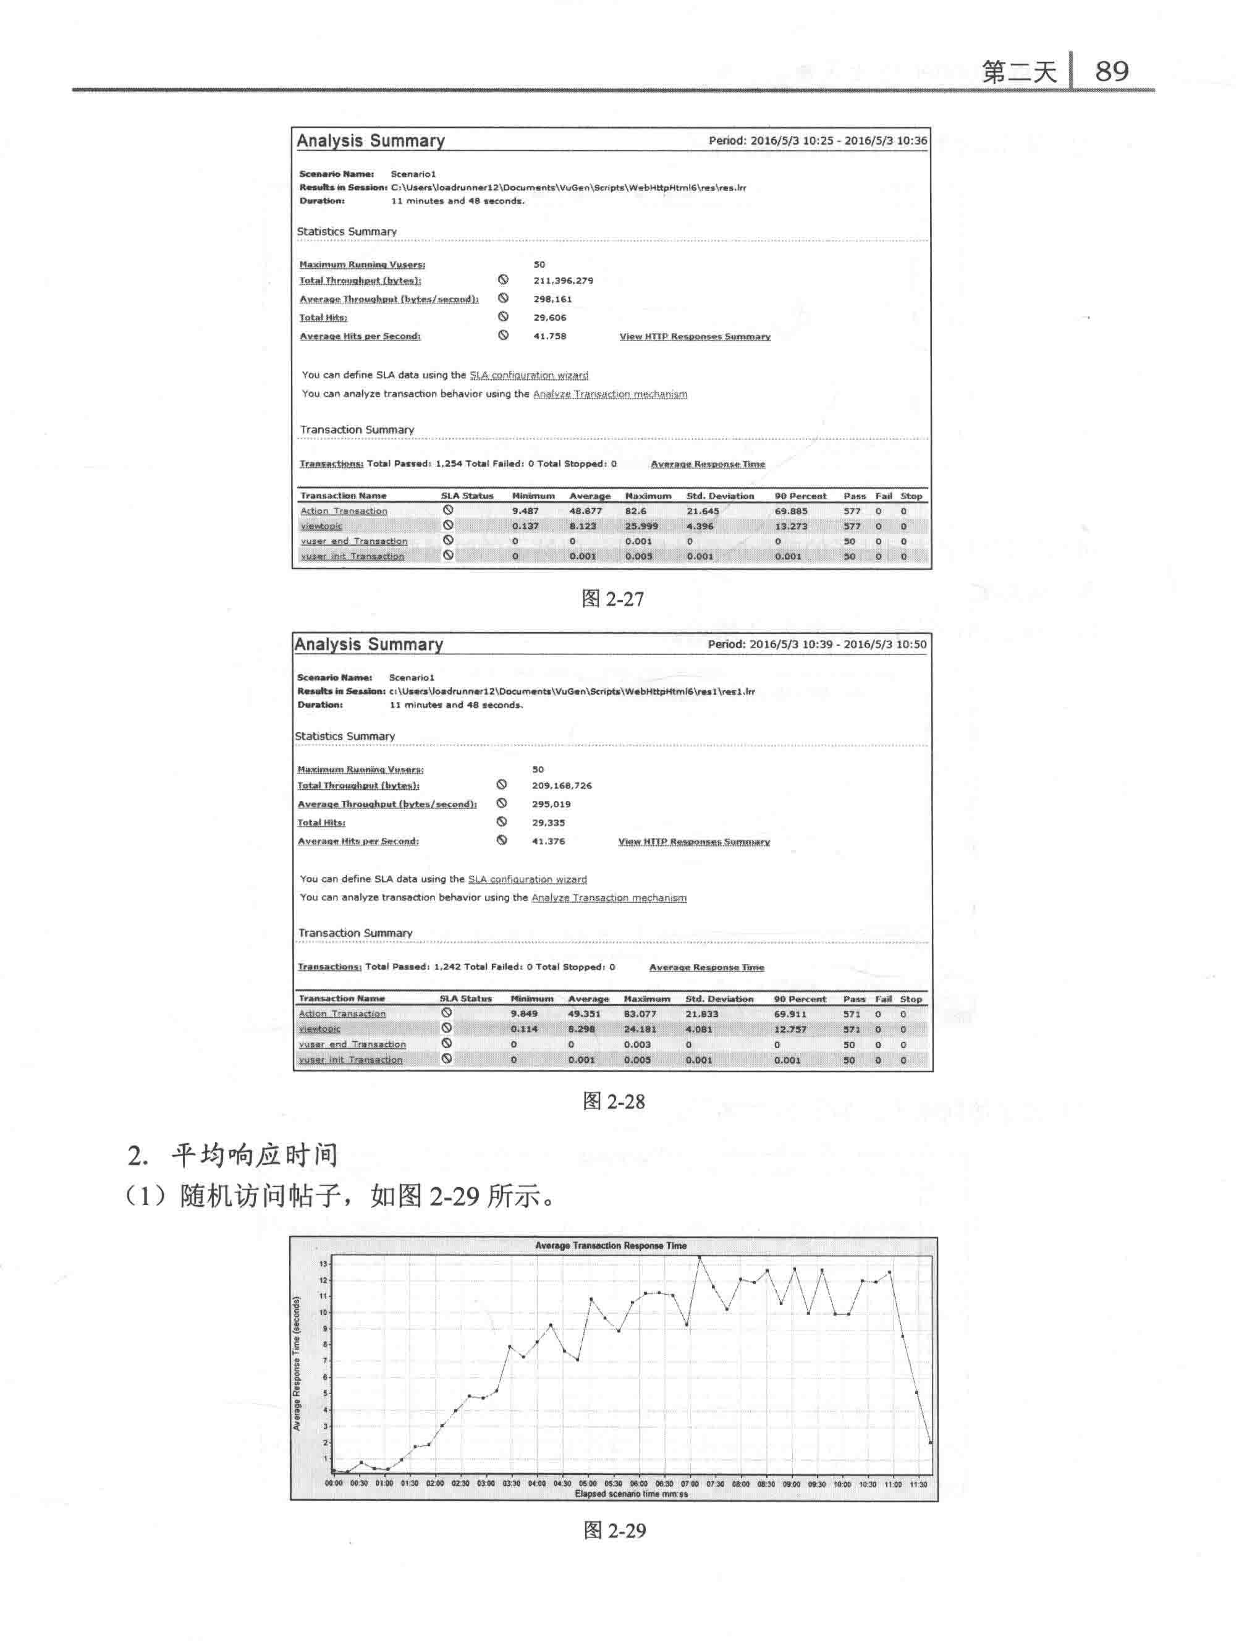 第二天 89
Analysis Summary Period: 2016/5/3 10:25 - 2016/5/3 10:36
Scenario Name: Scenario1
Results in Session: C:\Users\loadrunner12\Documents\VuGen\Scripts\WebHttpHtml6\res\res.lrr
Duration: 11 minutes and 48 seconds.
Statistics Summary
Maximum Running Vusers: 50
Total Throughput (bytes): 211,396,279
Average Throughput (bytes/second): 298,161
Total Hits: 29,606
Average Hits per Second: 41.758 View HTTP Responses Summary
You can define SLA data using the SLA configuration wizard
You can analyze transaction behavior using the Analyze Transaction mechanism
Transaction Summary
Transactions: Total Passed: 1,254 Total Failed: 0 Total Stopped: 0 Average Response Time
Transaction Name SLA Status Minimum Average Maximum Std. Deviation 90 Percent Pass Fail Stop
Action Transaction 9.487 48.877 82.6 21.645 69.885 577 0 0
viewtopic 0.137 8.123 25.999 4.396 13.273 577 0 0
vuser end Transaction 0 0 0.001 0 0 50 0 0
vuser init Transaction 0 0.001 0.005 0.001 0.001 50 0 0
图 2-27
Analysis Summary Period: 2016/5/3 10:39 - 2016/5/3 10:50
Scenario Name: Scenario1
Results in Session: c:\Users\loadrunner12\Documents\VuGen\Scripts\WebHttpHtml6\res1\res1.lrr
Duration: 11 minutes and 48 seconds.
Statistics Summary
Maximum Running Vusers: 50
Total Throughput (bytes): 209,168,726
Average Throughput (bytes/second): 295,019
Total Hits: 29,335
Average Hits per Second: 41.376 View HTTP Responses Summary
You can define SLA data using the SLA configuration wizard
You can analyze transaction behavior using the Analyze Transaction mechanism
Transaction Summary
Transactions: Total Passed: 1,242 Total Failed: 0 Total Stopped: 0 Average Response Time
Transaction Name SLA Status Minimum Average Maximum Std. Deviation 90 Percent Pass Fail Stop
Action Transaction 9.849 49.351 83.077 21.833 69.911 571 0 0
viewtopic 0.114 8.298 24.181 4.081 12.757 571 0 0
vuser end Transaction 0 0 0.003 0 0 50 0 0
vuser init Transaction 0 0.001 0.005 0.001 0.001 50 0 0
图 2-28
2. 平均响应时间
（1）随机访问帖子，如图 2-29 所示。
Average Transaction Response Time
Average Response Time (seconds)
13
12
11
10
9
8
7
6
5
4
3
2
1
00:00 00:30 01:00 01:30 02:00 02:30 03:00 03:30 04:00 04:30 05:00 05:30 06:00 06:30 07:00 07:30 08:00 08:30 09:00 09:30 10:00 10:30 11:00 11:30
Elapsed scenario time mm:ss
图 2-29